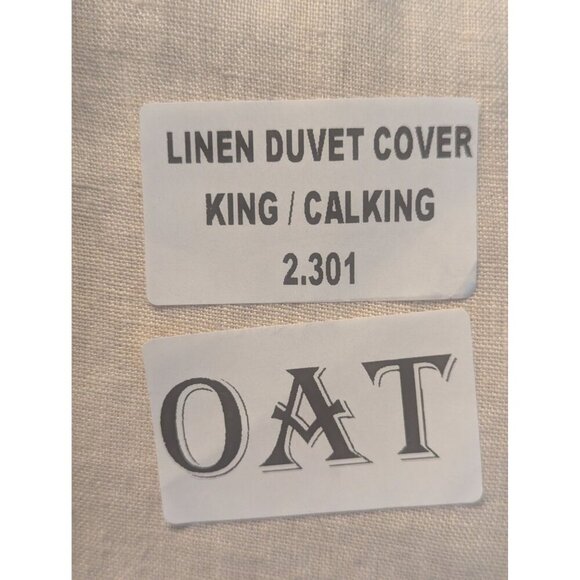 LINEN DUVET COVER
KING / CALKING
2.301
OAT